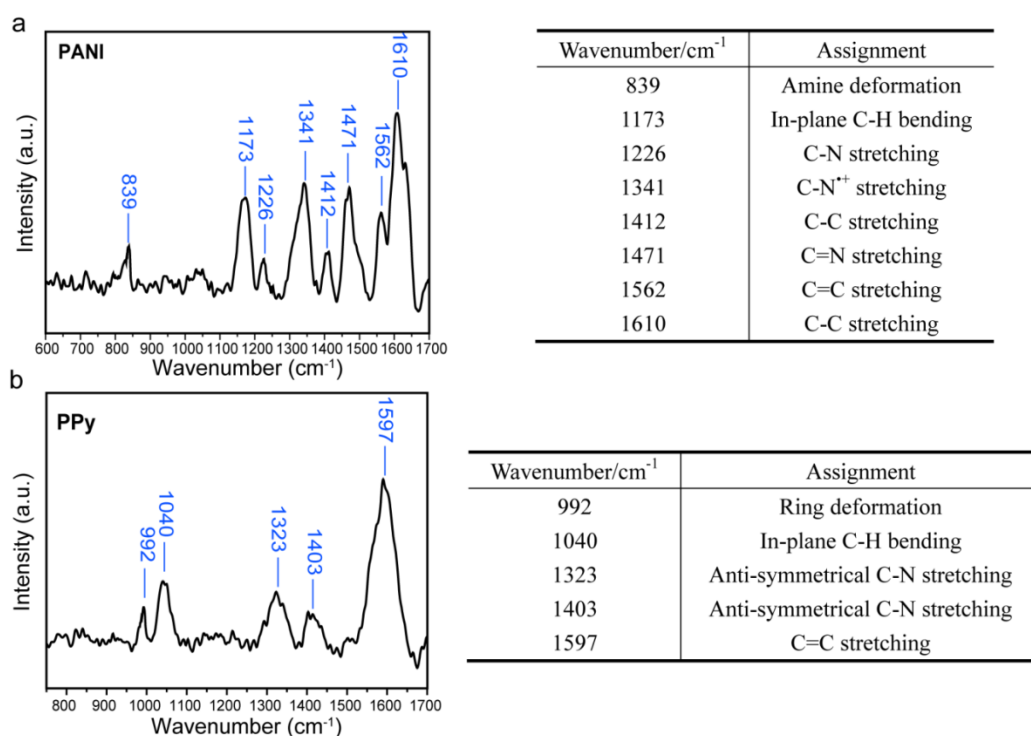 a
PANI
839
1173
1226
1341
1412
1471
1562
1610
Intensity (a.u.)
600 700 800 900 1000 1100 1200 1300 1400 1500 1600 1700
Wavenumber (cm⁻¹)
Wavenumber/cm⁻¹ Assignment
839 Amine deformation
1173 In-plane C-H bending
1226 C-N stretching
1341 C-N•⁺ stretching
1412 C-C stretching
1471 C=N stretching
1562 C=C stretching
1610 C-C stretching
b
PPy
992
1040
1323
1403
1597
Intensity (a.u.)
800 900 1000 1100 1200 1300 1400 1500 1600 1700
Wavenumber (cm⁻¹)
Wavenumber/cm⁻¹ Assignment
992 Ring deformation
1040 In-plane C-H bending
1323 Anti-symmetrical C-N stretching
1403 Anti-symmetrical C-N stretching
1597 C=C stretching